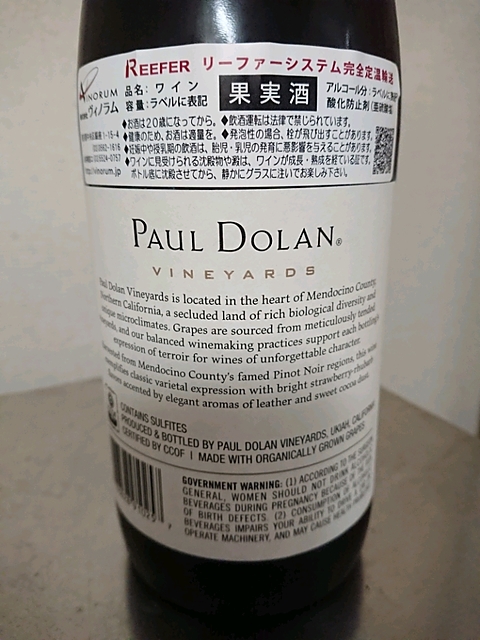 REEFER リーファーシステム完全定温輸送
VINORUM
ヴィノラム
品名：ワイン
容量：ラベルに表記
果実酒
アルコール分：ラベルに表記
酸化防止剤
◆お酒は20歳になってから。◆飲酒運転は法律で禁じられています。
◆健康のため、お酒は適量を。◆発泡性の場合、栓が飛び出すことがあります。
◆妊娠中や授乳期の飲酒は、胎児・乳児の発育に悪影響を与えることがあります。
◆ワインに見受けられる沈殿物や澱は、ワインが成長・熟成を経ている証です。
ボトル底に沈殿させてから、静かにグラスに注いでお楽しみ下さい。
http://vinorum.jp
PAUL DOLAN®
VINEYARDS
Paul Dolan Vineyards is located in the heart of Mendocino County,
Northern California, a secluded land of rich biological diversity and
unique microclimates. Grapes are sourced from meticulously tended
vineyards, and our balanced winemaking practices support each bottling's
expression of terroir for wines of unforgettable character.
from Mendocino County's famed Pinot Noir regions, this wine
exemplifies classic varietal expression with bright strawberry-rhubarb
flavors accented by elegant aromas of leather and sweet cocoa dust.
CONTAINS SULFITES
PRODUCED & BOTTLED BY PAUL DOLAN VINEYARDS, UKIAH, CALIFORNIA
CERTIFIED BY CCOF | MADE WITH ORGANICALLY GROWN GRAPES
GOVERNMENT WARNING: (1) ACCORDING TO THE SURGEON
GENERAL, WOMEN SHOULD NOT DRINK
BEVERAGES DURING PREGNANCY BECAUSE OF THE
OF BIRTH DEFECTS. (2) CONSUMPTION OF
BEVERAGES IMPAIRS YOUR ABILITY TO
OPERATE MACHINERY, AND MAY CAUSE HEALTH